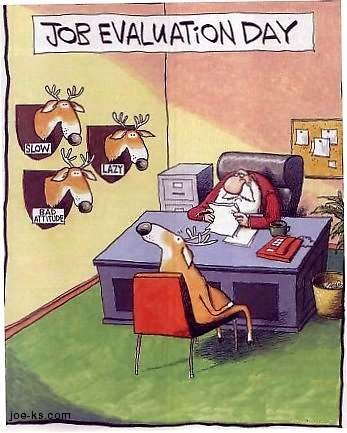 JOB EVALUATION DAY
SLOW
LAZY
BAD
ATTITUDE
joe-ks.com